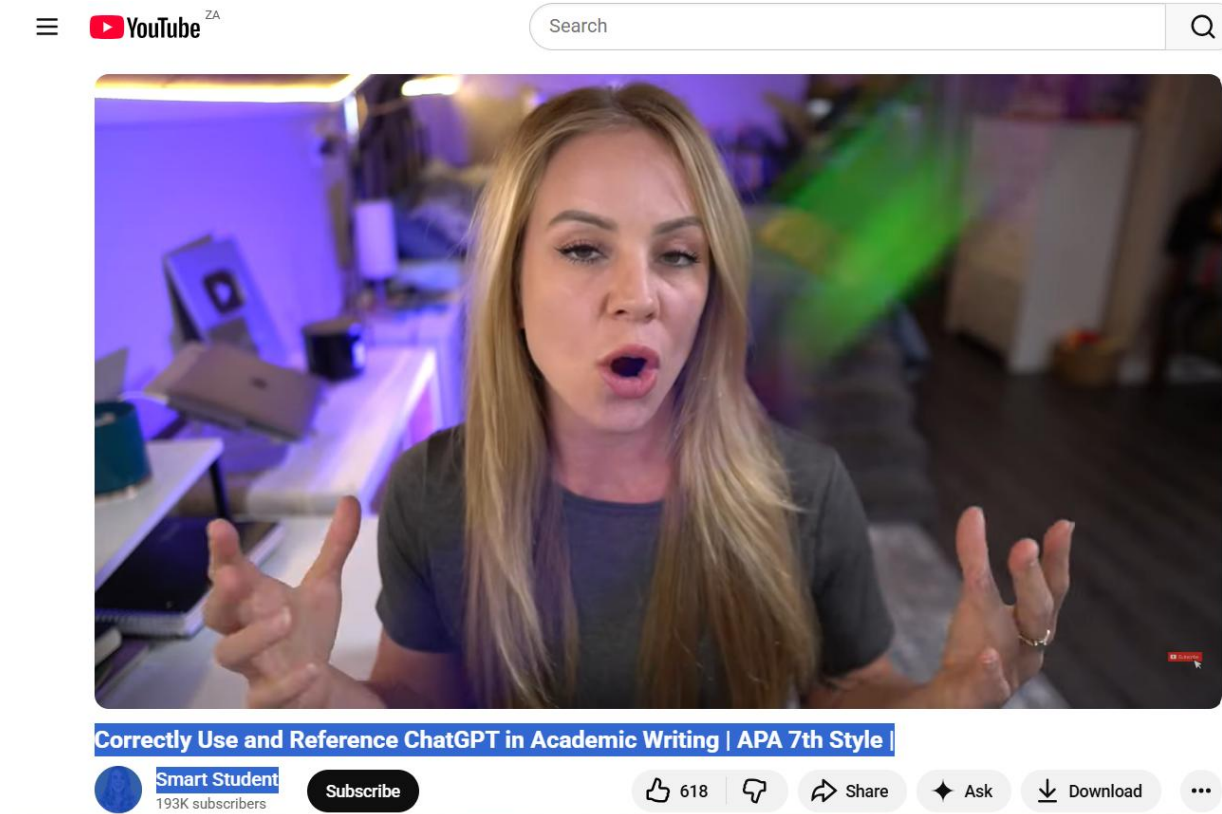 YouTube ZA
Search
Subscribe
Correctly Use and Reference ChatGPT in Academic Writing | APA 7th Style |
Smart Student
193K subscribers
Subscribe
618
Share
Ask
Download